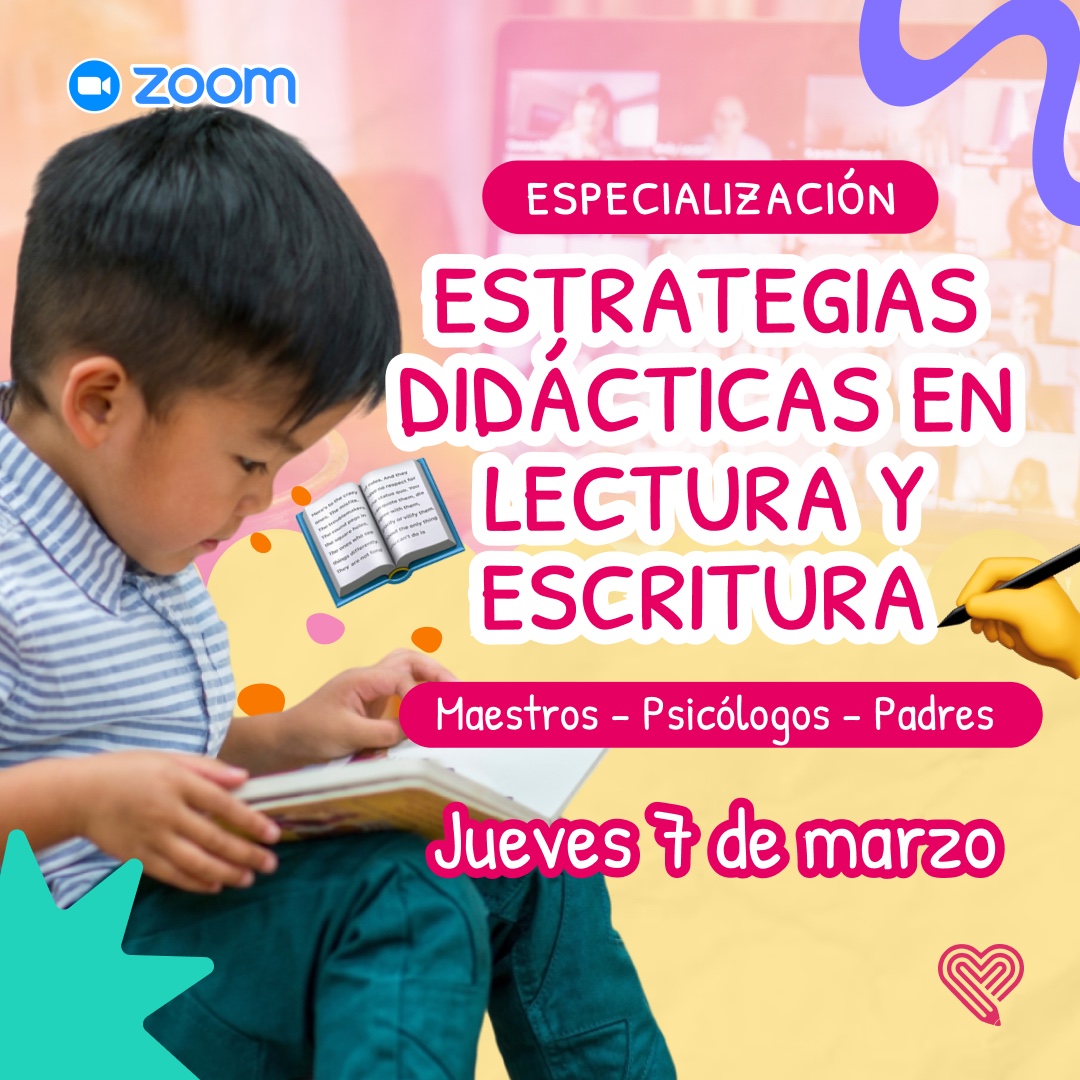 zoom
ESPECIALIZACIÓN
ESTRATEGIAS
DIDÁCTICAS EN
LECTURA Y
ESCRITURA
Maestros - Psicólogos - Padres
Jueves 7 de marzo